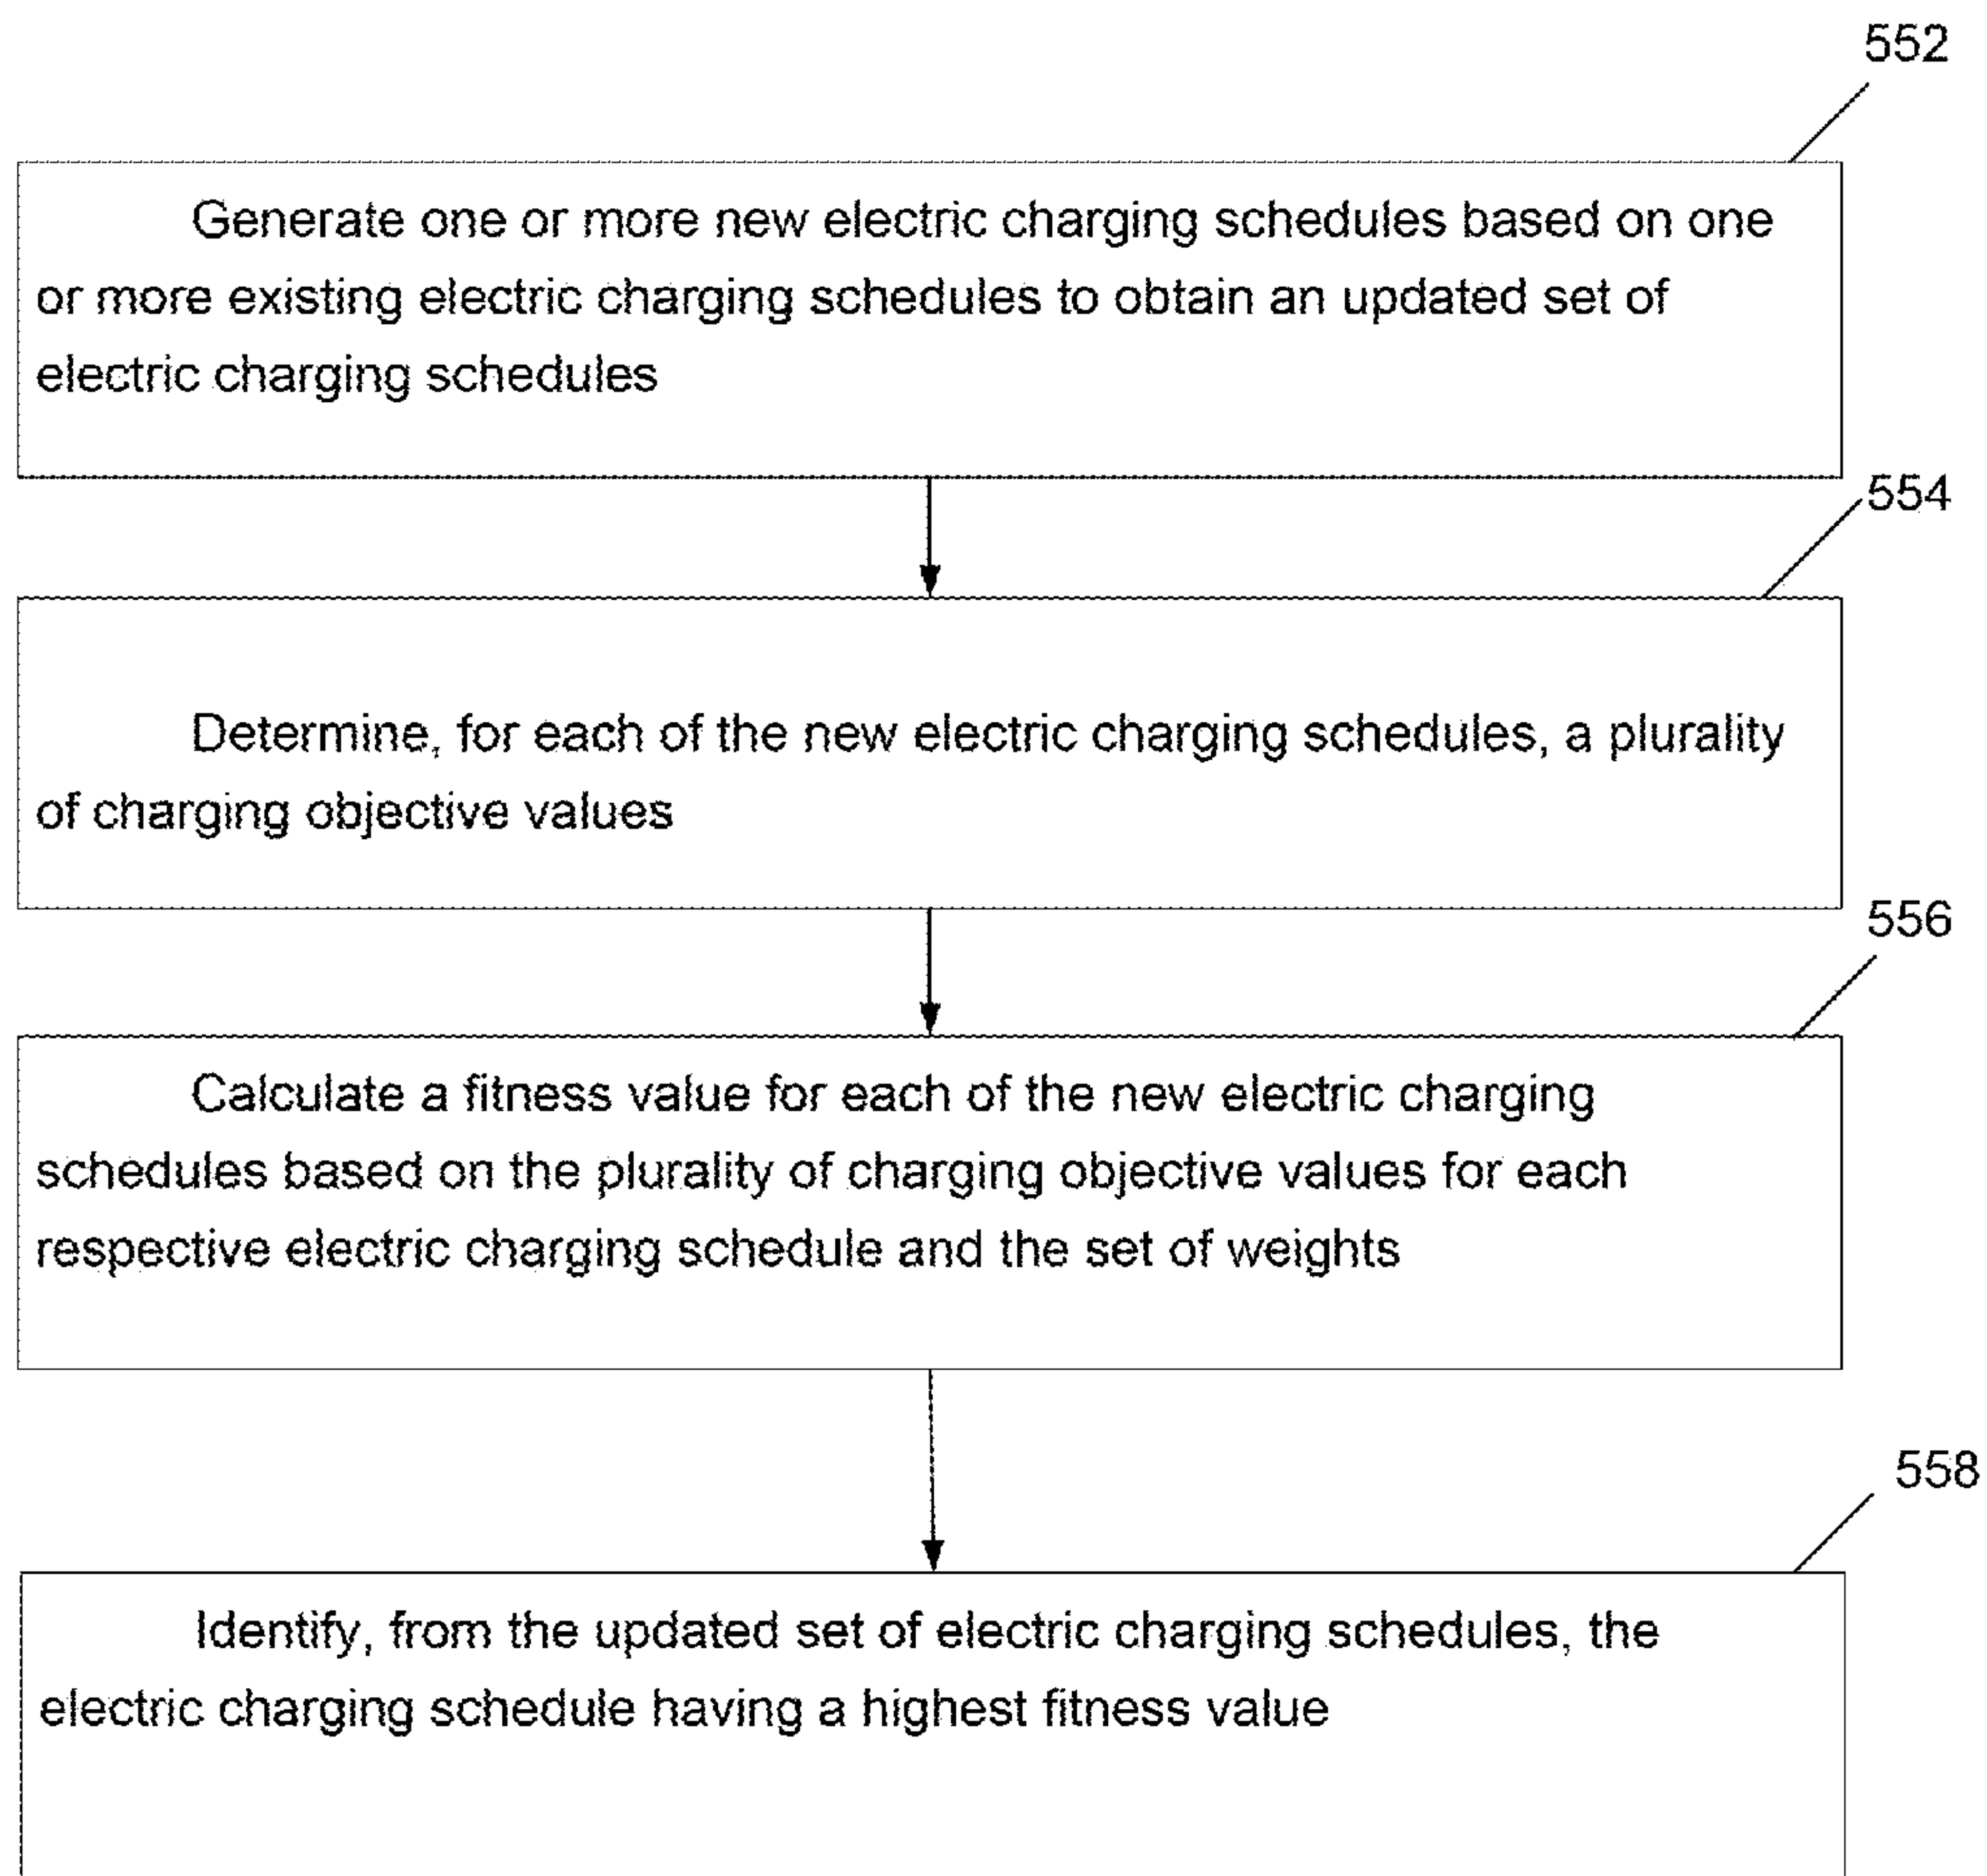 552
Generate one or more new electric charging schedules based on one
or more existing electric charging schedules to obtain an updated set of
electric charging schedules
554
Determine, for each of the new electric charging schedules, a plurality
of charging objective values
556
Calculate a fitness value for each of the new electric charging
schedules based on the plurality of charging objective values for each
respective electric charging schedule and the set of weights
558
Identify, from the updated set of electric charging schedules, the
electric charging schedule having a highest fitness value